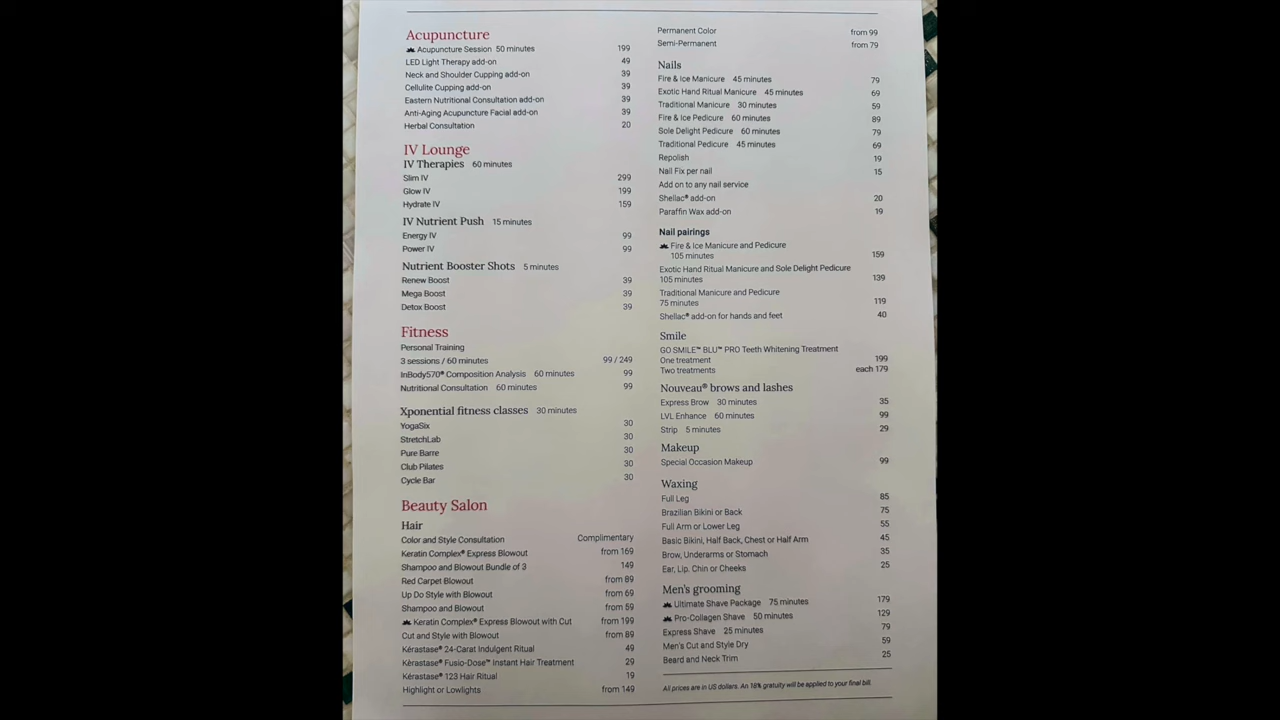 Acupuncture
Acupuncture Session 50 minutes 199
LED Light Therapy add-on 49
Neck and Shoulder Cupping add-on 39
Cellulite Cupping add-on 39
Eastern Nutritional Consultation add-on 39
Anti-Aging Acupuncture Facial add-on 39
Herbal Consultation 20
IV Lounge
IV Therapies 60 minutes
Slim IV 299
Glow IV 199
Hydrate IV 159
IV Nutrient Push 15 minutes
Energy IV 99
Power IV 99
Nutrient Booster Shots 5 minutes
Renew Boost 39
Mega Boost 39
Detox Boost 39
Fitness
Personal Training
3 sessions / 60 minutes 99 / 249
InBody570® Composition Analysis 60 minutes 99
Nutritional Consultation 60 minutes 99
Xponential fitness classes 30 minutes
YogaSix 30
StretchLab 30
Pure Barre 30
Club Pilates 30
Cycle Bar 30
Beauty Salon
Hair
Color and Style Consultation Complimentary
Keratin Complex® Express Blowout from 169
Shampoo and Blowout Bundle of 3 149
Red Carpet Blowout from 89
Up Do Style with Blowout from 69
Shampoo and Blowout from 59
Keratin Complex® Express Blowout with Cut from 199
Cut and Style with Blowout from 89
Kérastase® 24-Carat Indulgent Ritual 49
Kérastase® Fusio-Dose™ Instant Hair Treatment 29
Kérastase® 123 Hair Ritual 19
Highlight or Lowlights from 149
Permanent Color from 99
Semi-Permanent from 79
Nails
Fire & Ice Manicure 45 minutes 79
Exotic Hand Ritual Manicure 45 minutes 69
Traditional Manicure 30 minutes 59
Fire & Ice Pedicure 60 minutes 89
Sole Delight Pedicure 60 minutes 79
Traditional Pedicure 45 minutes 69
Repolish 19
Nail Fix per nail 15
Add on to any nail service
Shellac® add-on 20
Paraffin Wax add-on 19
Nail pairings
Fire & Ice Manicure and Pedicure
105 minutes 159
Exotic Hand Ritual Manicure and Sole Delight Pedicure
105 minutes 139
Traditional Manicure and Pedicure
75 minutes 119
Shellac® add-on for hands and feet 40
Smile
GO SMILE™ BLU™ PRO Teeth Whitening Treatment
One treatment 199
Two treatments each 179
Nouveau® brows and lashes
Express Brow 30 minutes 35
LVL Enhance 60 minutes 99
Strip 5 minutes 29
Makeup
Special Occasion Makeup 99
Waxing
Full Leg 85
Brazilian Bikini or Back 75
Full Arm or Lower Leg 55
Basic Bikini, Half Back, Chest or Half Arm 45
Brow, Underarms or Stomach 35
Ear, Lip, Chin or Cheeks 25
Men's grooming
Ultimate Shave Package 75 minutes 179
Pro-Collagen Shave 50 minutes 129
Express Shave 25 minutes 79
Men's Cut and Style Dry 59
Beard and Neck Trim 25
All prices are in US dollars. An 18% gratuity will be applied to your final bill.